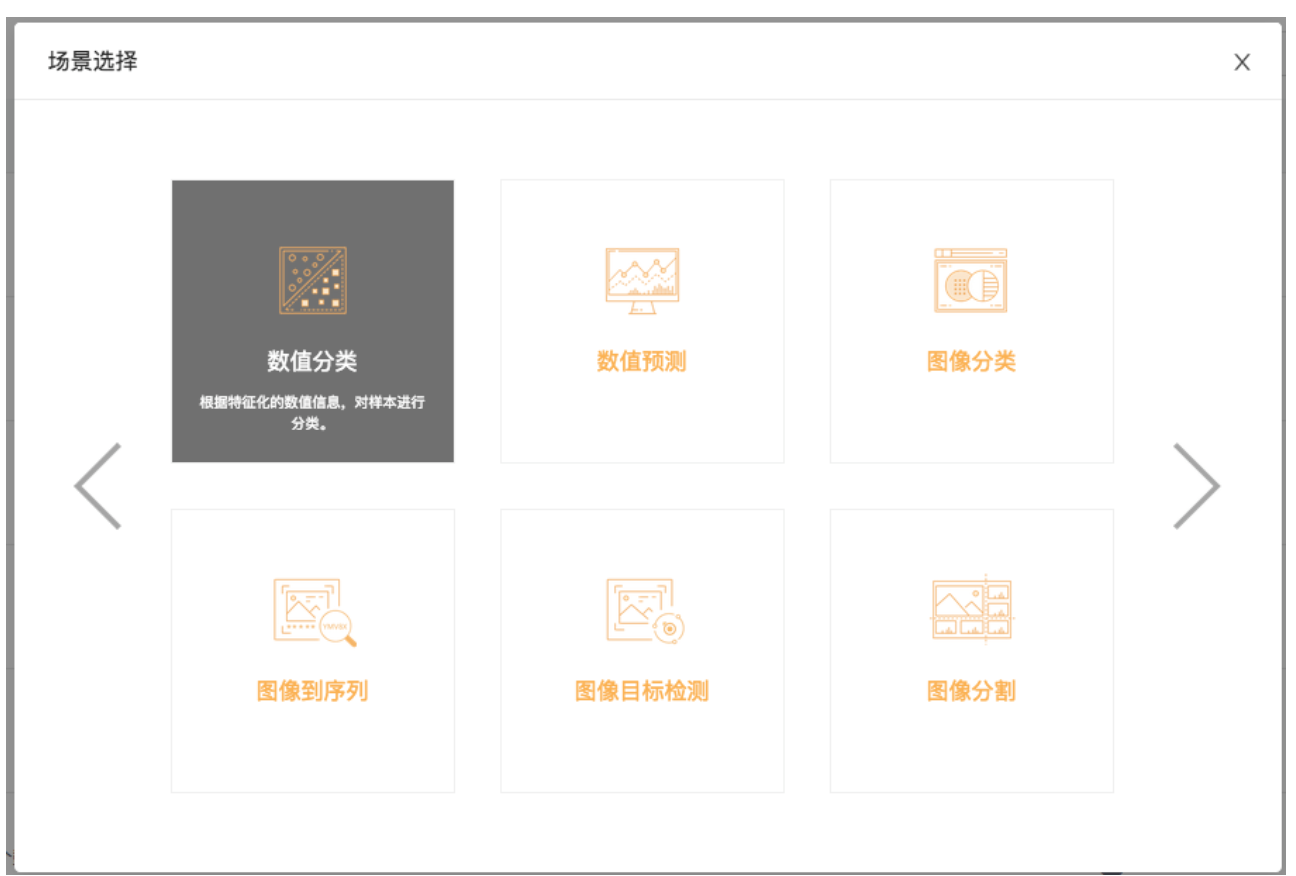 场景选择
数值分类
根据特征化的数值信息，对样本进行
分类。
数值预测
图像分类
图像到序列
图像目标检测
图像分割